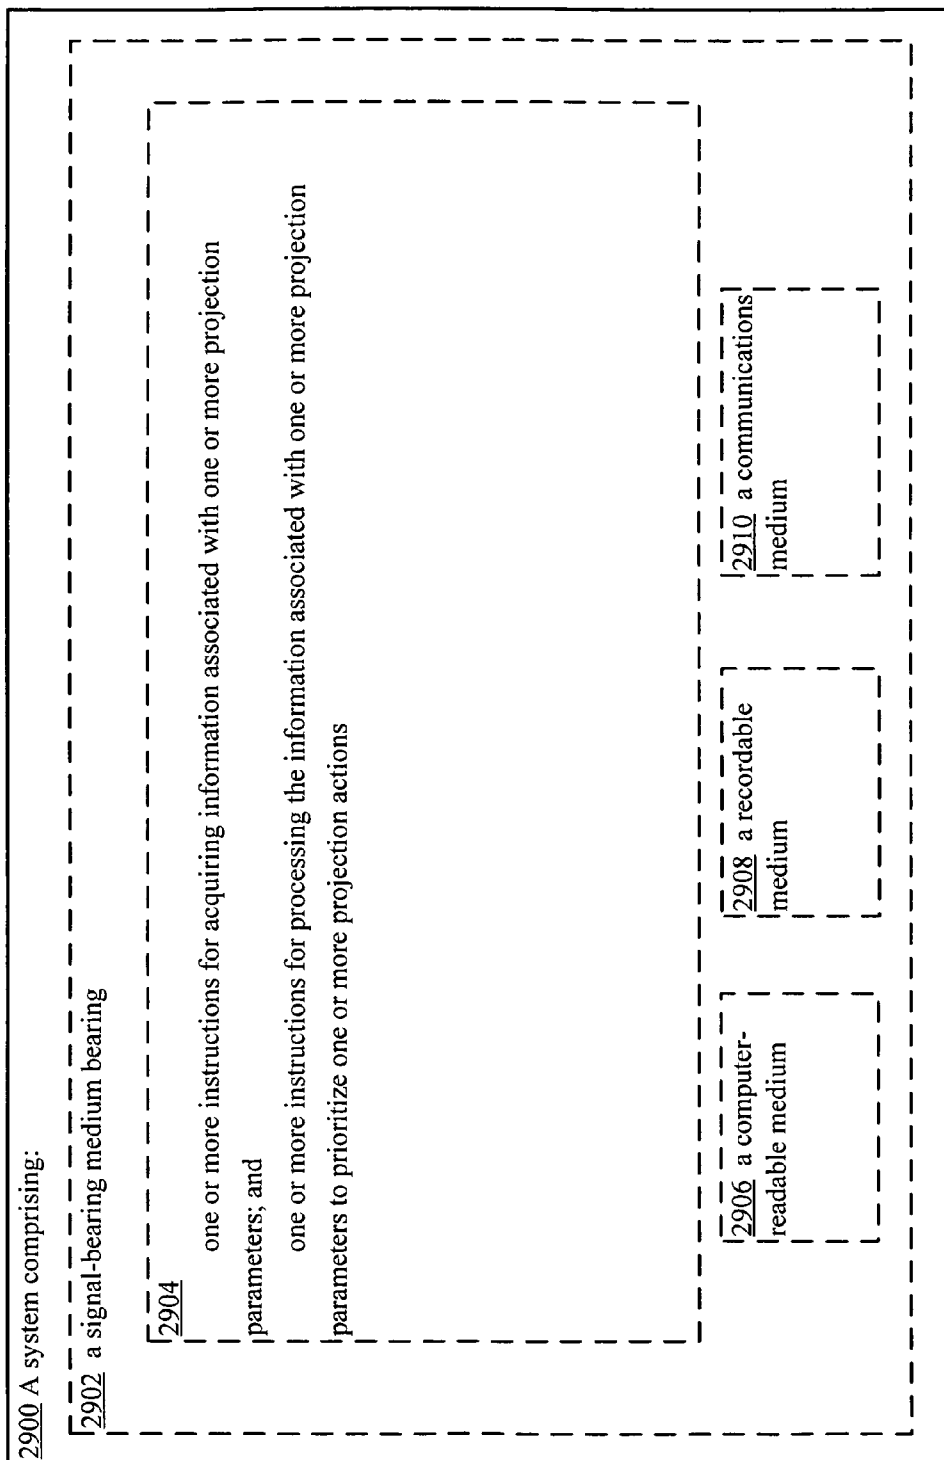 2900 A system comprising:
2902 a signal-bearing medium bearing
2904
one or more instructions for acquiring information associated with one or more projection
parameters; and
one or more instructions for processing the information associated with one or more projection
parameters to prioritize one or more projection actions
2906 a computer-
readable medium
2908 a recordable
medium
2910 a communications
medium